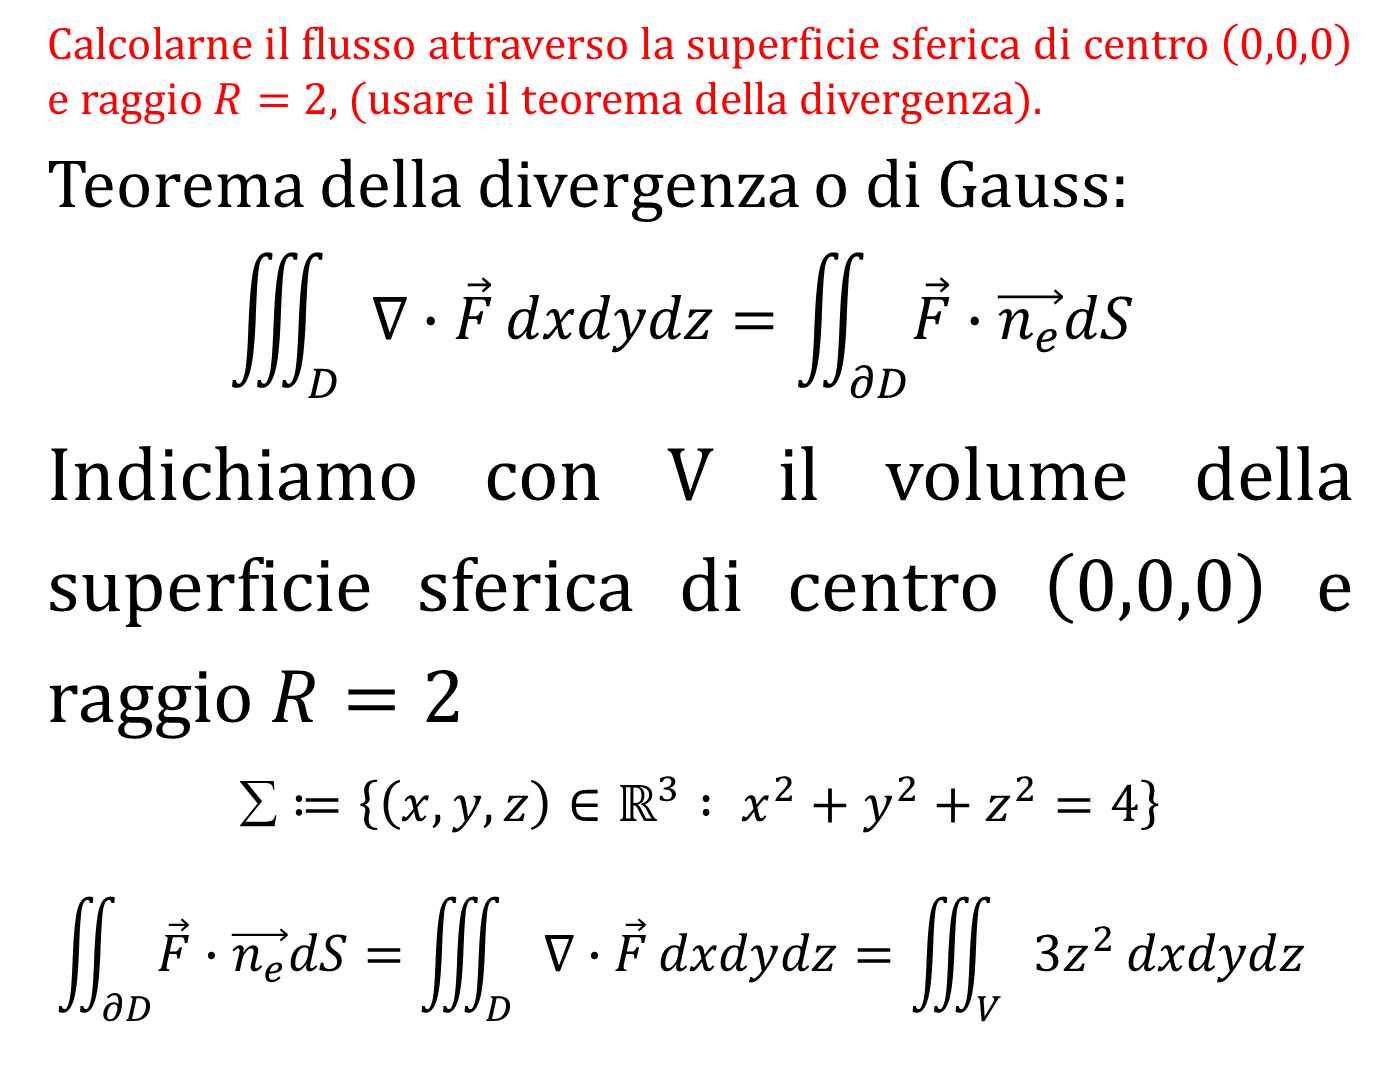 Calcolarne il flusso attraverso la superficie sferica di centro (0,0,0)
e raggio R = 2, (usare il teorema della divergenza).
Teorema della divergenza o di Gauss:
∭_D ∇ · F⃗ dxdydz = ∬_∂D F⃗ · n_e⃗ dS
Indichiamo con V il volume della
superficie sferica di centro (0,0,0) e
raggio R = 2
∑ ≔ {(x, y, z) ∈ ℝ³ : x² + y² + z² = 4}
∬_∂D F⃗ · n_e⃗ dS = ∭_D ∇ · F⃗ dxdydz = ∭_V 3z² dxdydz